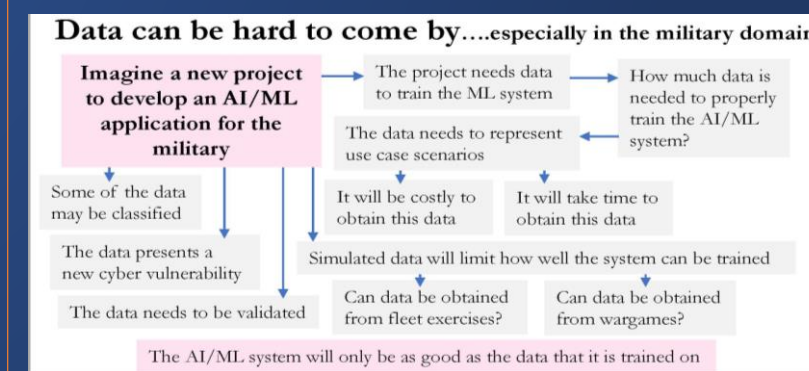 Data can be hard to come by....especially in the military domain
Imagine a new project
to develop an AI/ML
application for the
military
The project needs data
to train the ML system
How much data is
needed to properly
train the AI/ML
system?
The data needs to represent
use case scenarios
Some of the data
may be classified
It will be costly to
obtain this data
It will take time to
obtain this data
The data presents a
new cyber vulnerability
Simulated data will limit how well the system can be trained
The data needs to be validated
Can data be obtained
from fleet exercises?
Can data be obtained
from wargames?
The AI/ML system will only be as good as the data that it is trained on